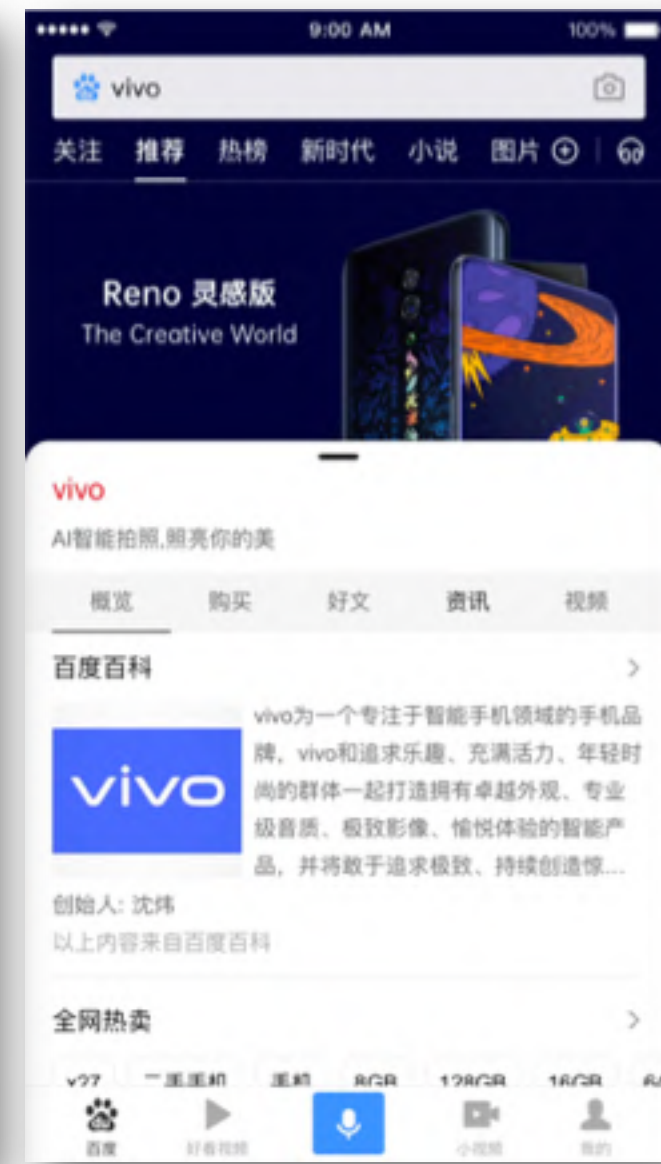 9:00 AM
100%
vivo
关注 推荐 热榜 新时代 小说 图片
Reno 灵感版
The Creative World
vivo
AI智能拍照,照亮你的美
概览 购买 好文 资讯 视频
百度百科
vivo
vivo为一个专注于智能手机领域的手机品
牌，vivo和追求乐趣、充满活力、年轻时
尚的群体一起打造拥有卓越外观、专业
级音质、极致影像、愉悦体验的智能产
品，并将敢于追求极致、持续创造惊...
创始人: 沈炜
以上内容来自百度百科
全网热卖
x27 二手手机 手机 8GB 128GB 16GB
百度 好看视频 小视频 我的